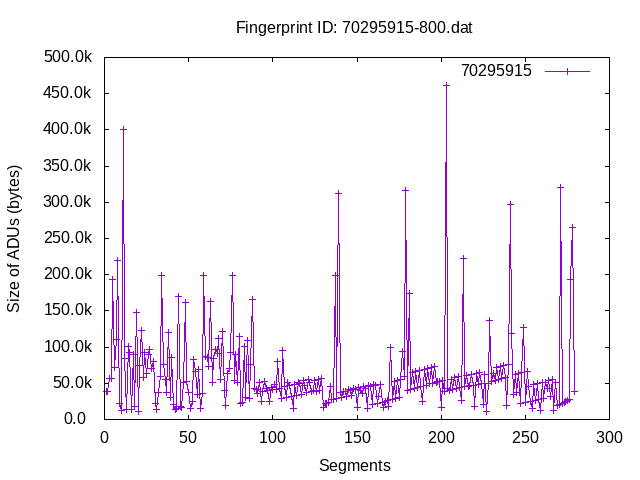 Fingerprint ID: 70295915-800.dat
500.0k
70295915
450.0k
400.0k
350.0k
300.0k
250.0k
200.0k
150.0k
100.0k
50.0k
0.0
Size of ADUs (bytes)
0 50 100 150 200 250 300
Segments